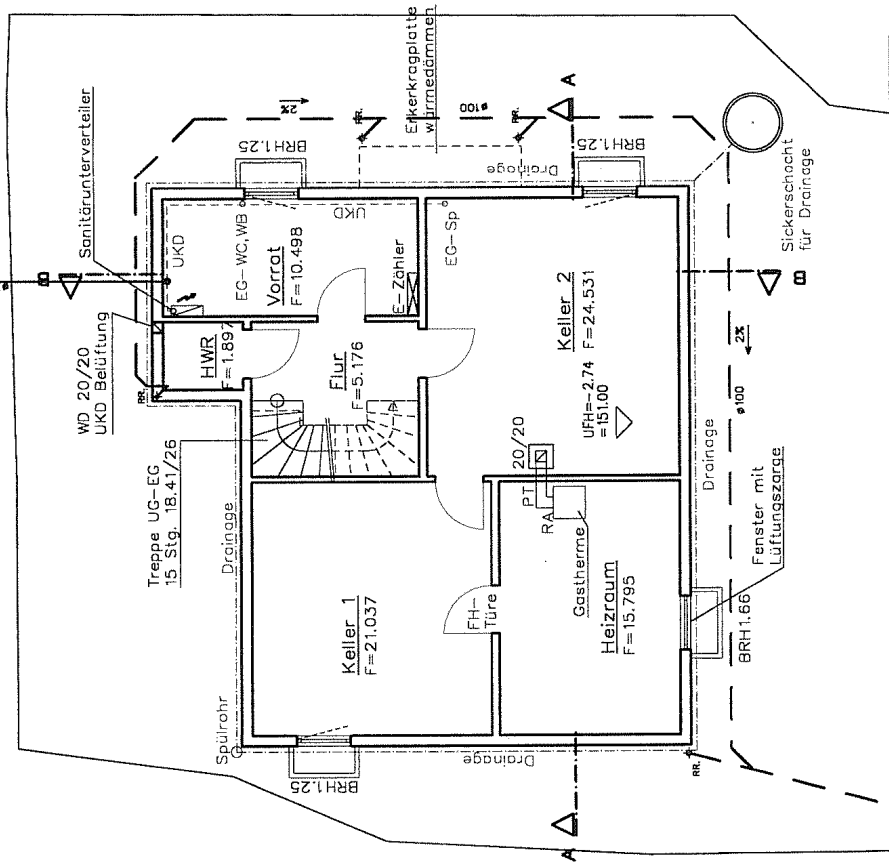 ø
B
Sanitärunterverteiler
WD 20/20
UKD Belüftung
Treppe UG-EG
15 Stg. 18.41/26
Drainage
Spülrohr
BRH1.25
Drainage
RR.
UKD
EG-WC,WB
Vorrat
F=10.498
UKD
E-Zähler
HWR
F=1.897
Flur
F=5.176
BRH1.25
2%
RR.
Erkerkragplatte
wärmedämmen
ø100
RR.
A
BRH1.25
Drainage
EG-Sp
Keller 2
F=24.531
UFH=-2.74
=151.00
20/20
PT
RA
Gastherme
Keller 1
F=21.037
FH-
Türe
Heizraum
F=15.795
Sickerschacht
für Drainage
B
2%
ø100
Drainage
Fenster mit
Lüftungszarge
BRH1.66
RR.
A